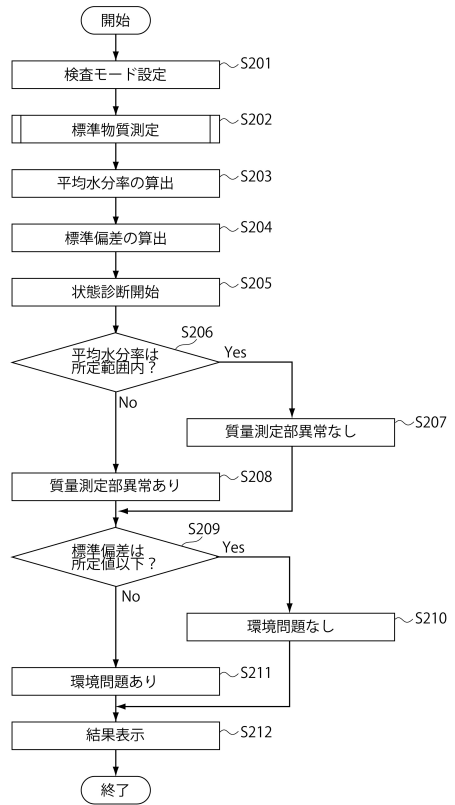 開始
検査モード設定
S201
標準物質測定
S202
平均水分率の算出
S203
標準偏差の算出
S204
状態診断開始
S205
S206
平均水分率は
所定範囲内？
Yes
No
質量測定部異常なし
S207
質量測定部異常あり
S208
S209
標準偏差は
所定値以下？
Yes
No
環境問題なし
S210
環境問題あり
S211
結果表示
S212
終了